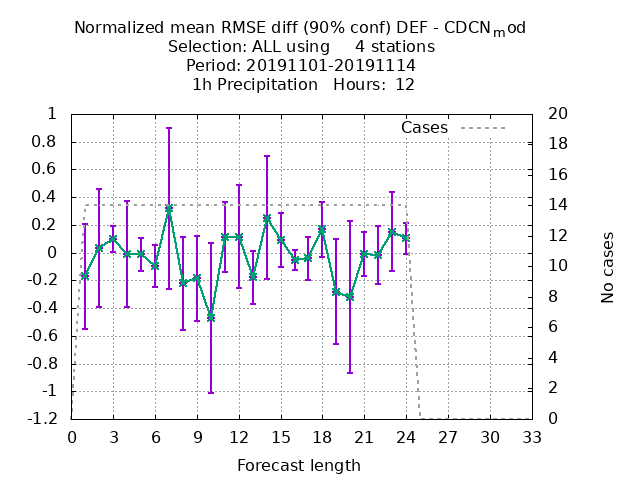 Normalized mean RMSE diff (90% conf) DEF - CDCNmod
Selection: ALL using 4 stations
Period: 20191101-20191114
1h Precipitation Hours: 12
1 20
0.8 18
Cases
0.6 16
0.4 14
0.2 12
0 10
-0.2 8
-0.4 6
-0.6 4
-0.8 2
-1 0
-1.2
No cases
0 3 6 9 12 15 18 21 24 27 30 33
Forecast length